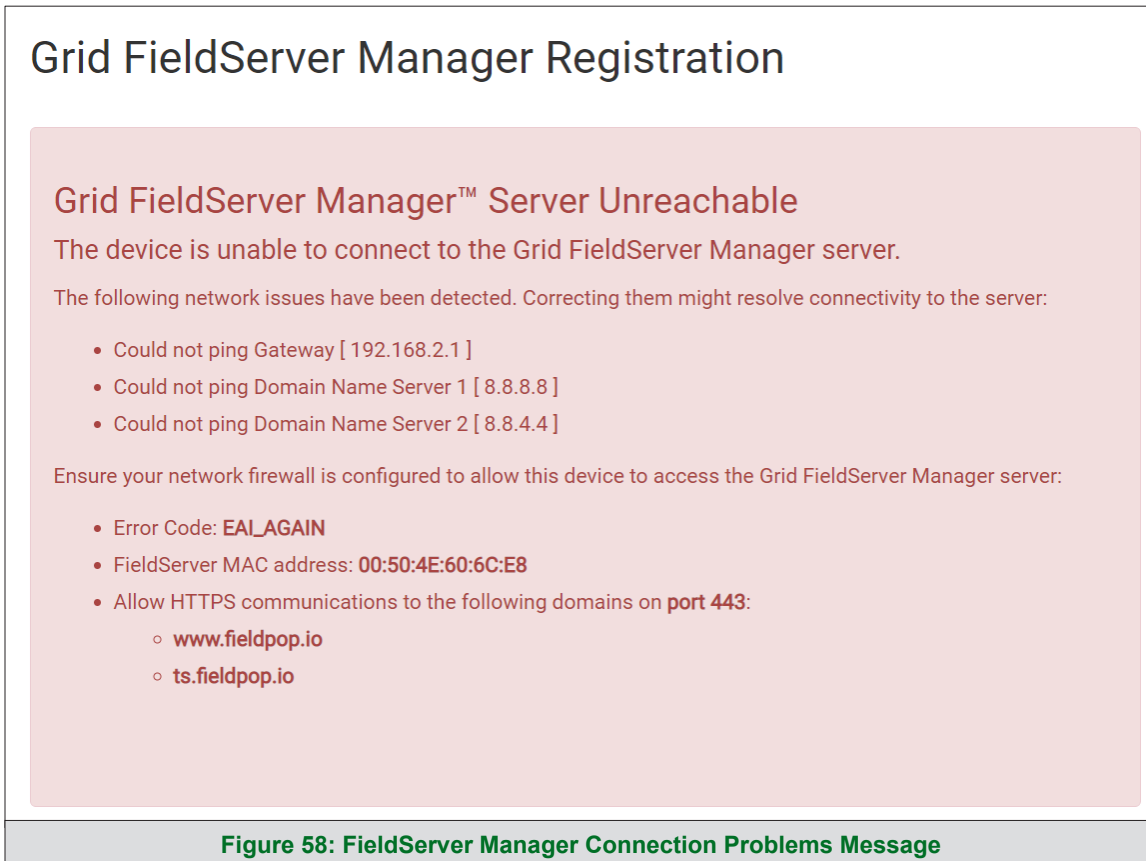 Grid FieldServer Manager Registration
Grid FieldServer Manager™ Server Unreachable
The device is unable to connect to the Grid FieldServer Manager server.
The following network issues have been detected. Correcting them might resolve connectivity to the server:
• Could not ping Gateway [ 192.168.2.1 ]
• Could not ping Domain Name Server 1 [ 8.8.8.8 ]
• Could not ping Domain Name Server 2 [ 8.8.4.4 ]
Ensure your network firewall is configured to allow this device to access the Grid FieldServer Manager server:
• Error Code: EAI_AGAIN
• FieldServer MAC address: 00:50:4E:60:6C:E8
• Allow HTTPS communications to the following domains on port 443:
◦ www.fieldpop.io
◦ ts.fieldpop.io
Figure 58: FieldServer Manager Connection Problems Message